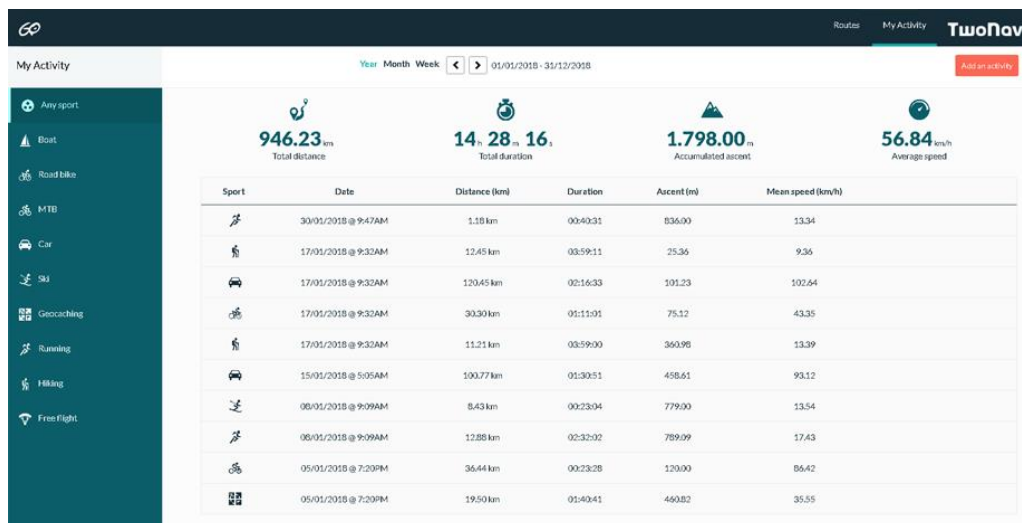 Routes My Activity TwoNav
My Activity
Year Month Week 01/01/2018 - 31/12/2018
Add an activity
Any sport
Boat
Road bike
MTB
Car
Ski
Geocaching
Running
Hiking
Free flight
946.23 km
Total distance
14 h 28 m 16 s
Total duration
1.798.00 m
Accumulated ascent
56.84 km/h
Average speed
Sport Date Distance (km) Duration Ascent (m) Mean speed (km/h)
30/01/2018 @ 9:47AM 1.18 km 00:40:31 836.00 13.34
17/01/2018 @ 9:32AM 12.45 km 03:59:11 25.36 9.36
17/01/2018 @ 9:32AM 120.45 km 02:16:33 101.23 102.64
17/01/2018 @ 9:32AM 30.30 km 01:11:01 75.12 43.35
17/01/2018 @ 9:32AM 11.21 km 03:59:00 360.98 13.39
15/01/2018 @ 5:05AM 100.77 km 01:30:51 458.61 93.12
08/01/2018 @ 9:09AM 8.43 km 00:23:04 779.00 13.54
08/01/2018 @ 9:09AM 12.88 km 02:32:02 789.09 17.43
05/01/2018 @ 7:20PM 36.44 km 00:23:28 120.00 86.42
05/01/2018 @ 7:20PM 19.50 km 01:40:41 460.82 35.55